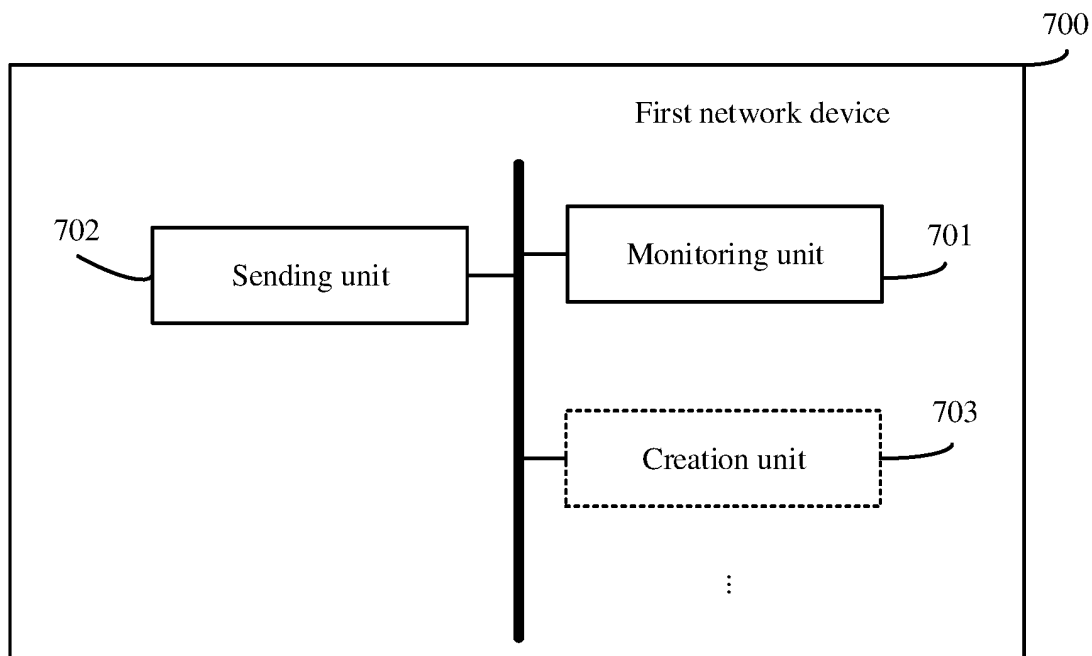 700
First network device
702
Sending unit
Monitoring unit
701
703
Creation unit
⋮